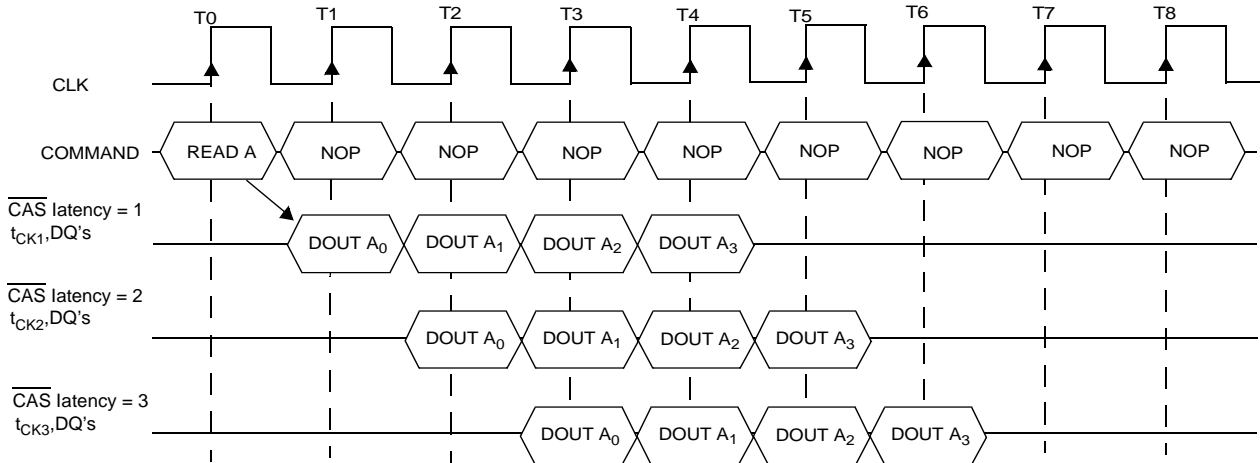 T0 T1 T2 T3 T4 T5 T6 T7 T8
CLK
COMMAND READ A NOP NOP NOP NOP NOP NOP NOP NOP
CAS latency = 1
tCK1,DQ's DOUT A0 DOUT A1 DOUT A2 DOUT A3
CAS latency = 2
tCK2,DQ's DOUT A0 DOUT A1 DOUT A2 DOUT A3
CAS latency = 3
tCK3,DQ's DOUT A0 DOUT A1 DOUT A2 DOUT A3